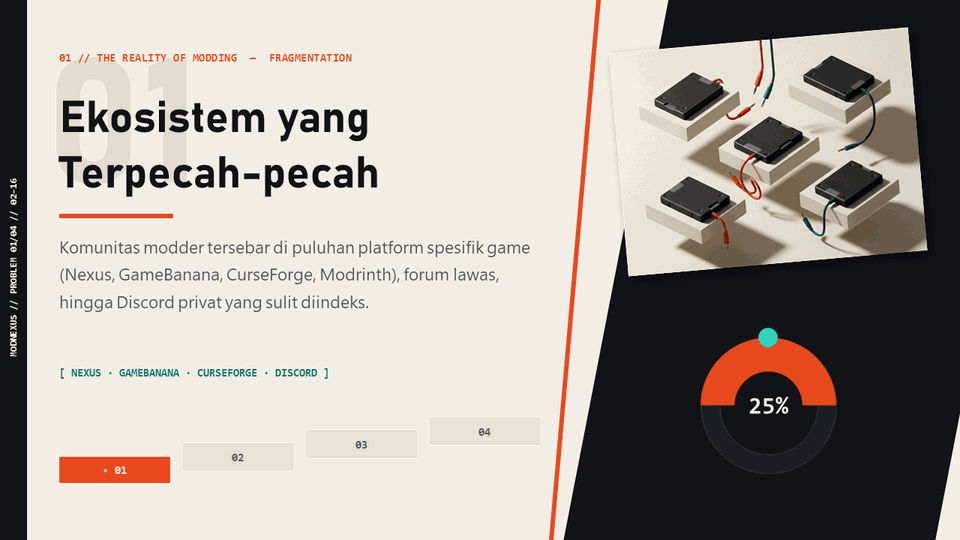 MODNEXUS // PROBLEM 01/04 // 02-16
01
01 // THE REALITY OF MODDING — FRAGMENTATION
Ekosistem yang
Terpecah-pecah
Komunitas modder tersebar di puluhan platform spesifik game
(Nexus, GameBanana, CurseForge, Modrinth), forum lawas,
hingga Discord privat yang sulit diindeks.
[ NEXUS · GAMEBANANA · CURSEFORGE · DISCORD ]
▸ 01
02
03
04
25%